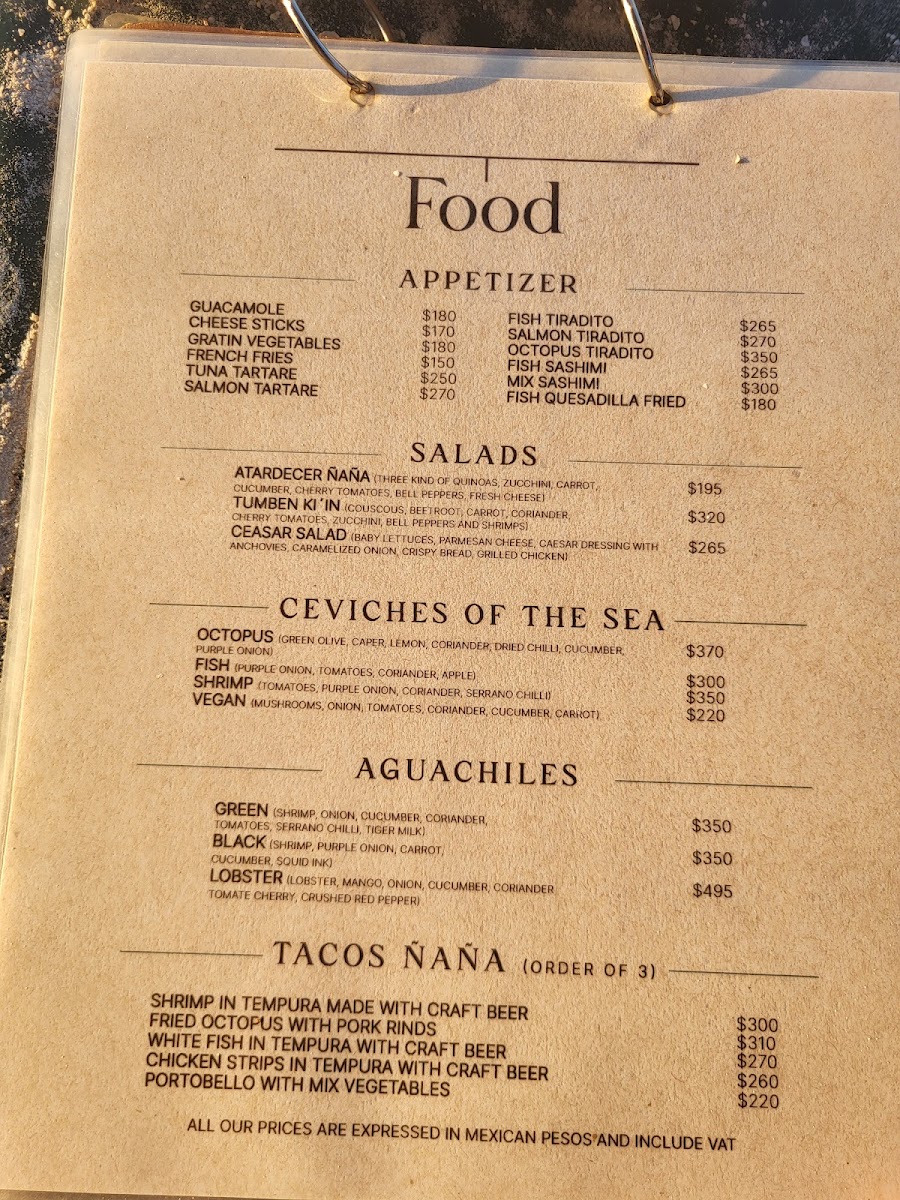 Food
APPETIZER
GUACAMOLE $180
CHEESE STICKS $170
GRATIN VEGETABLES $180
FRENCH FRIES $150
TUNA TARTARE $250
SALMON TARTARE $270
FISH TIRADITO $265
SALMON TIRADITO $270
OCTOPUS TIRADITO $350
FISH SASHIMI $265
MIX SASHIMI $300
FISH QUESADILLA FRIED $180
SALADS
ATARDECER ÑAÑA (THREE KIND OF QUINOAS, ZUCCHINI, CARROT, $195
CUCUMBER, CHERRY TOMATOES, BELL PEPPERS, FRESH CHEESE)
TUMBEN KI´IN (COUSCOUS, BEETROOT, CARROT, CORIANDER, $320
CHERRY TOMATOES, ZUCCHINI, BELL PEPPERS AND SHRIMPS)
CEASAR SALAD (BABY LETTUCES, PARMESAN CHEESE, CAESAR DRESSING WITH $265
ANCHOVIES, CARAMELIZED ONION, CRISPY BREAD, GRILLED CHICKEN)
CEVICHES OF THE SEA
OCTOPUS (GREEN OLIVE, CAPER, LEMON, CORIANDER, DRIED CHILLI, CUCUMBER, $370
PURPLE ONION)
FISH (PURPLE ONION, TOMATOES, CORIANDER, APPLE) $300
SHRIMP (TOMATOES, PURPLE ONION, CORIANDER, SERRANO CHILLI) $350
VEGAN (MUSHROOMS, ONION, TOMATOES, CORIANDER, CUCUMBER, CARROT) $220
AGUACHILES
GREEN (SHRIMP, ONION, CUCUMBER, CORIANDER, $350
TOMATOES, SERRANO CHILLI, TIGER MILK)
BLACK (SHRIMP, PURPLE ONION, CARROT, $350
CUCUMBER, SQUID INK)
LOBSTER (LOBSTER, MANGO, ONION, CUCUMBER, CORIANDER $495
TOMATE CHERRY, CRUSHED RED PEPPER)
TACOS ÑAÑA (ORDER OF 3)
SHRIMP IN TEMPURA MADE WITH CRAFT BEER $300
FRIED OCTOPUS WITH PORK RINDS $310
WHITE FISH IN TEMPURA WITH CRAFT BEER $270
CHICKEN STRIPS IN TEMPURA WITH CRAFT BEER $260
PORTOBELLO WITH MIX VEGETABLES $220
ALL OUR PRICES ARE EXPRESSED IN MEXICAN PESOS AND INCLUDE VAT